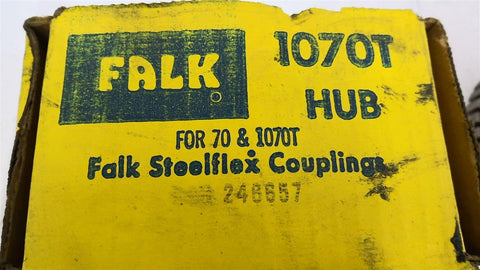 FALK
1070T
HUB
FOR 70 & 1070T
Falk Steelflex Couplings
246657